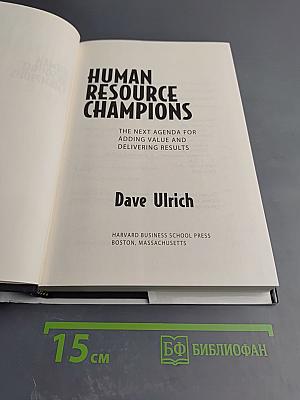 HUMAN
RESOURCE
CHAMPIONS
THE NEXT AGENDA FOR
ADDING VALUE AND
DELIVERING RESULTS
Dave Ulrich
HARVARD BUSINESS SCHOOL PRESS
BOSTON, MASSACHUSETTS
15 СМ
БФ БИБЛИОФАН